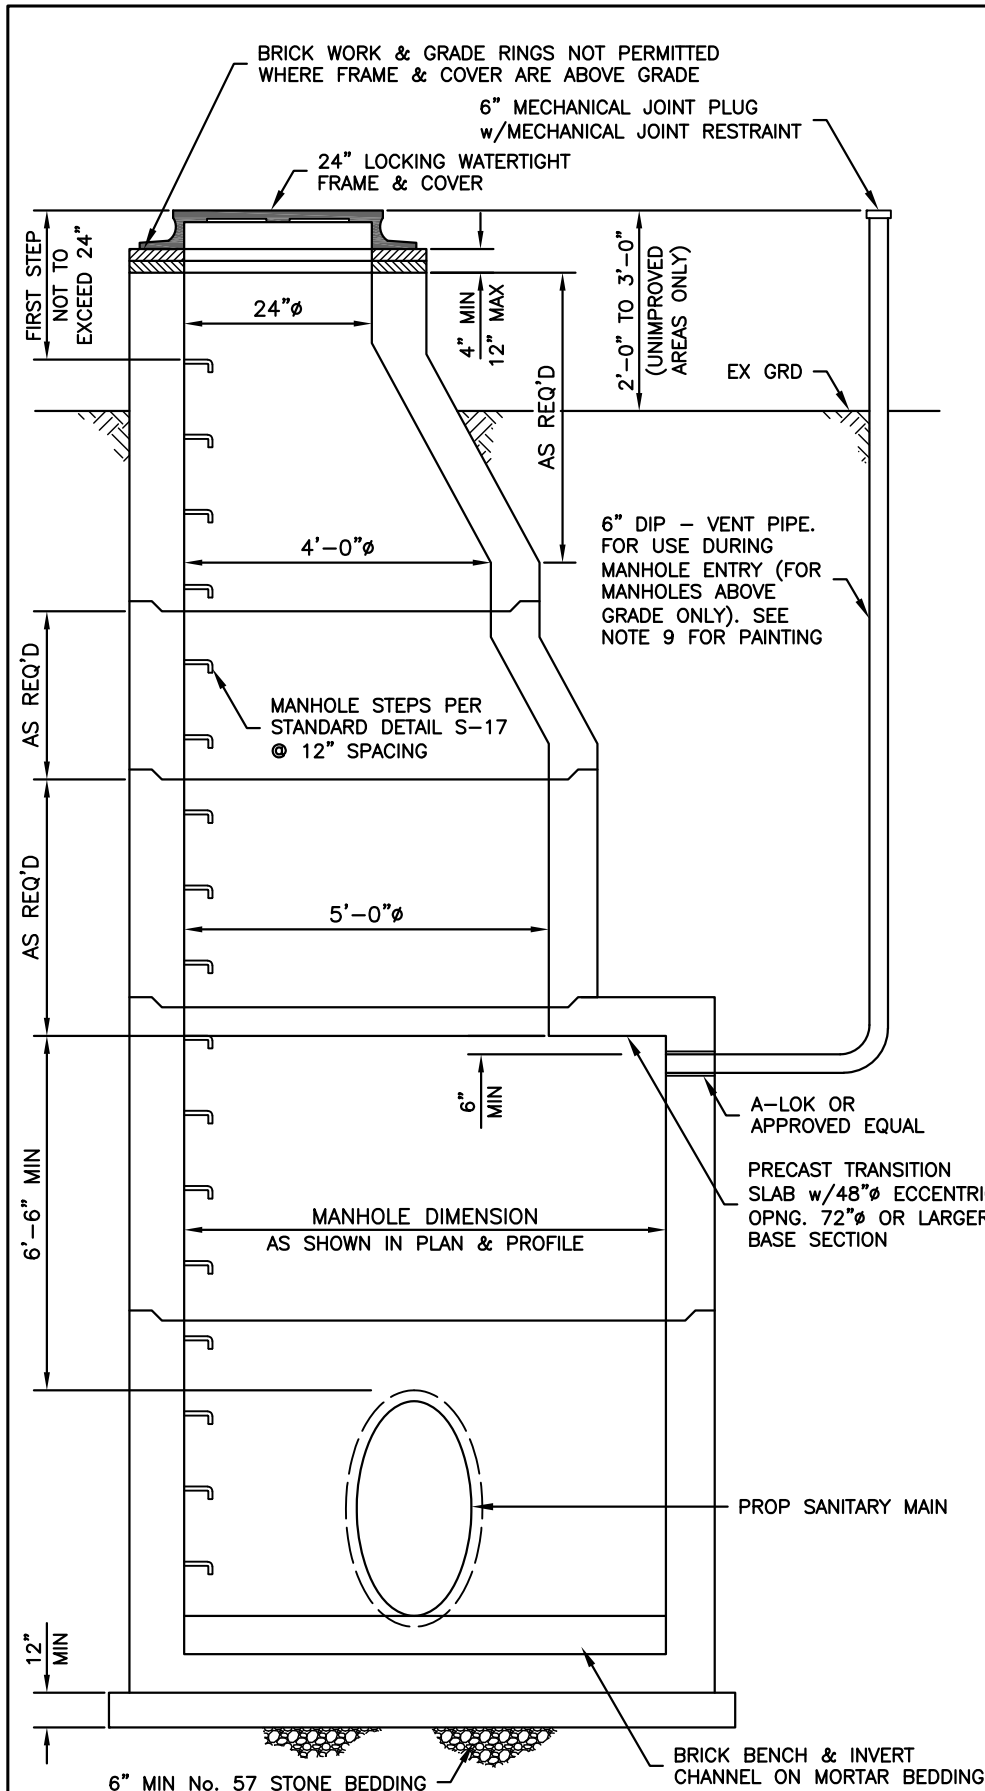 BRICK WORK & GRADE RINGS NOT PERMITTED
WHERE FRAME & COVER ARE ABOVE GRADE
6" MECHANICAL JOINT PLUG
w/MECHANICAL JOINT RESTRAINT
24" LOCKING WATERTIGHT
FRAME & COVER
FIRST STEP
NOT TO
EXCEED 24"
24"ø
4" MIN
12" MAX
2'-0" TO 3'-0"
(UNIMPROVED
AREAS ONLY)
EX GRD
AS REQ'D
4'-0"ø
6" DIP – VENT PIPE.
FOR USE DURING
MANHOLE ENTRY (FOR
MANHOLES ABOVE
GRADE ONLY). SEE
NOTE 9 FOR PAINTING
AS REQ'D
MANHOLE STEPS PER
STANDARD DETAIL S-17
@ 12" SPACING
AS REQ'D
5'-0"ø
6"
MIN
A-LOK OR
APPROVED EQUAL
6'-6" MIN
PRECAST TRANSITION
SLAB w/48"ø ECCENTRI
OPNG. 72"ø OR LARGER
BASE SECTION
MANHOLE DIMENSION
AS SHOWN IN PLAN & PROFILE
PROP SANITARY MAIN
12"
MIN
6" MIN No. 57 STONE BEDDING
BRICK BENCH & INVERT
CHANNEL ON MORTAR BEDDING